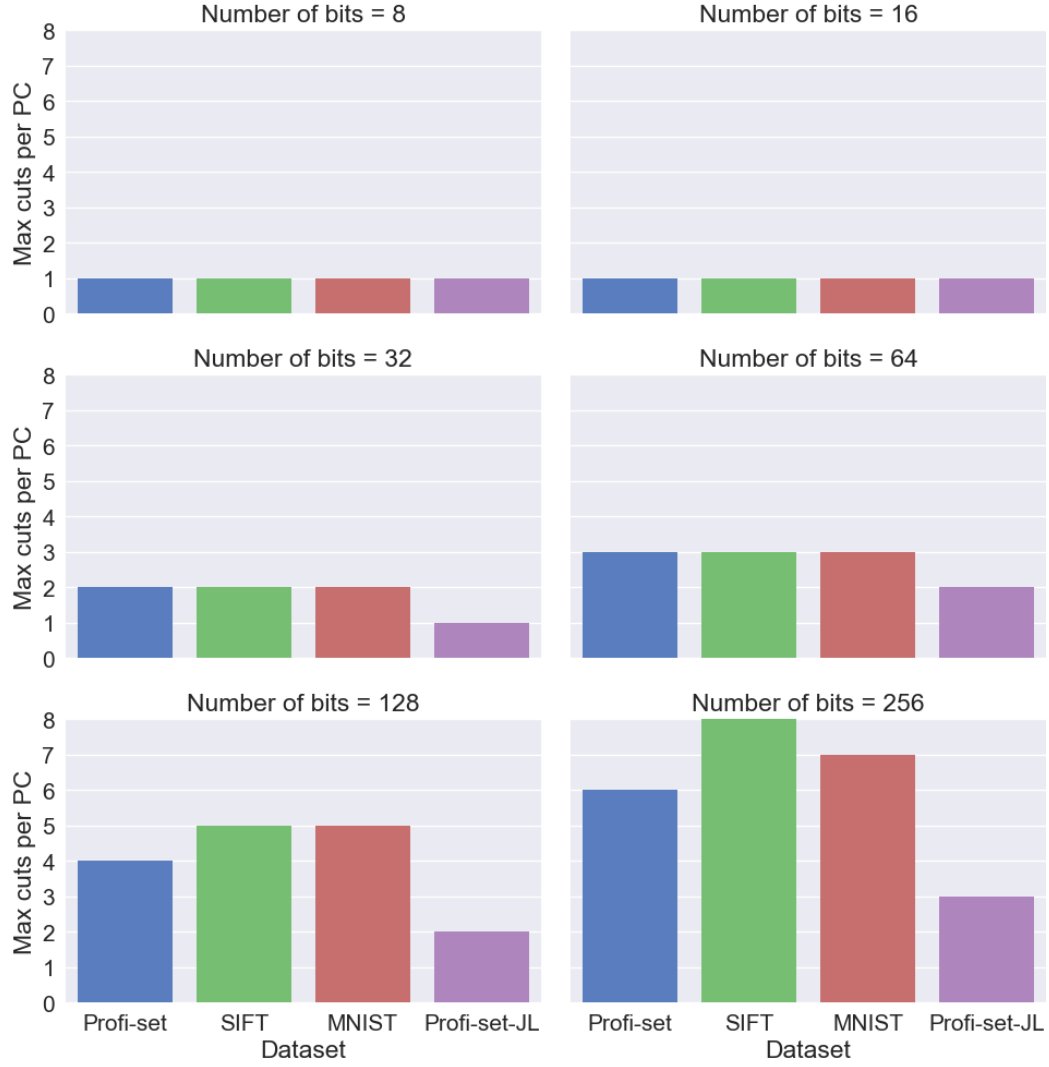 Number of bits = 8
Number of bits = 16
Max cuts per PC
8
7
6
5
4
3
2
1
0
Number of bits = 32
Number of bits = 64
Max cuts per PC
8
7
6
5
4
3
2
1
0
Number of bits = 128
Number of bits = 256
Max cuts per PC
8
7
6
5
4
3
2
1
0
Profi-set SIFT MNIST Profi-set-JL
Profi-set SIFT MNIST Profi-set-JL
Dataset
Dataset